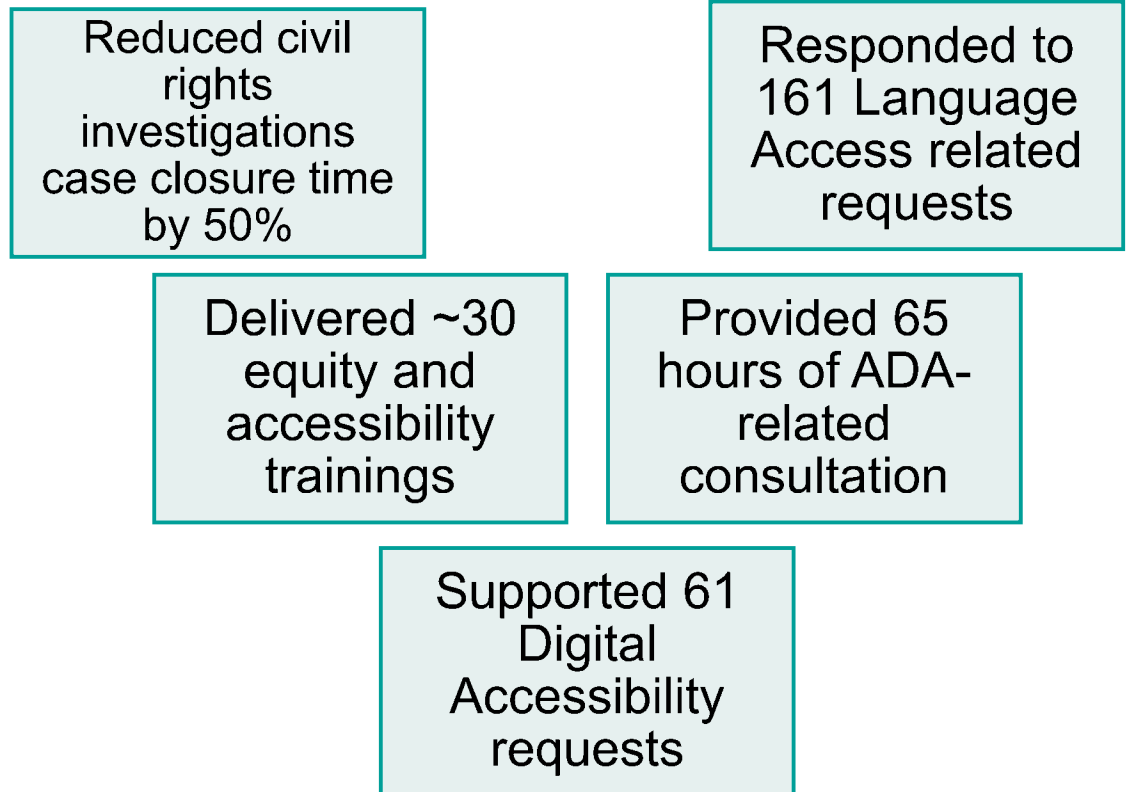 Reduced civil
rights
investigations
case closure time
by 50%
Responded to
161 Language
Access related
requests
Delivered ~30
equity and
accessibility
trainings
Provided 65
hours of ADA-
related
consultation
Supported 61
Digital
Accessibility
requests